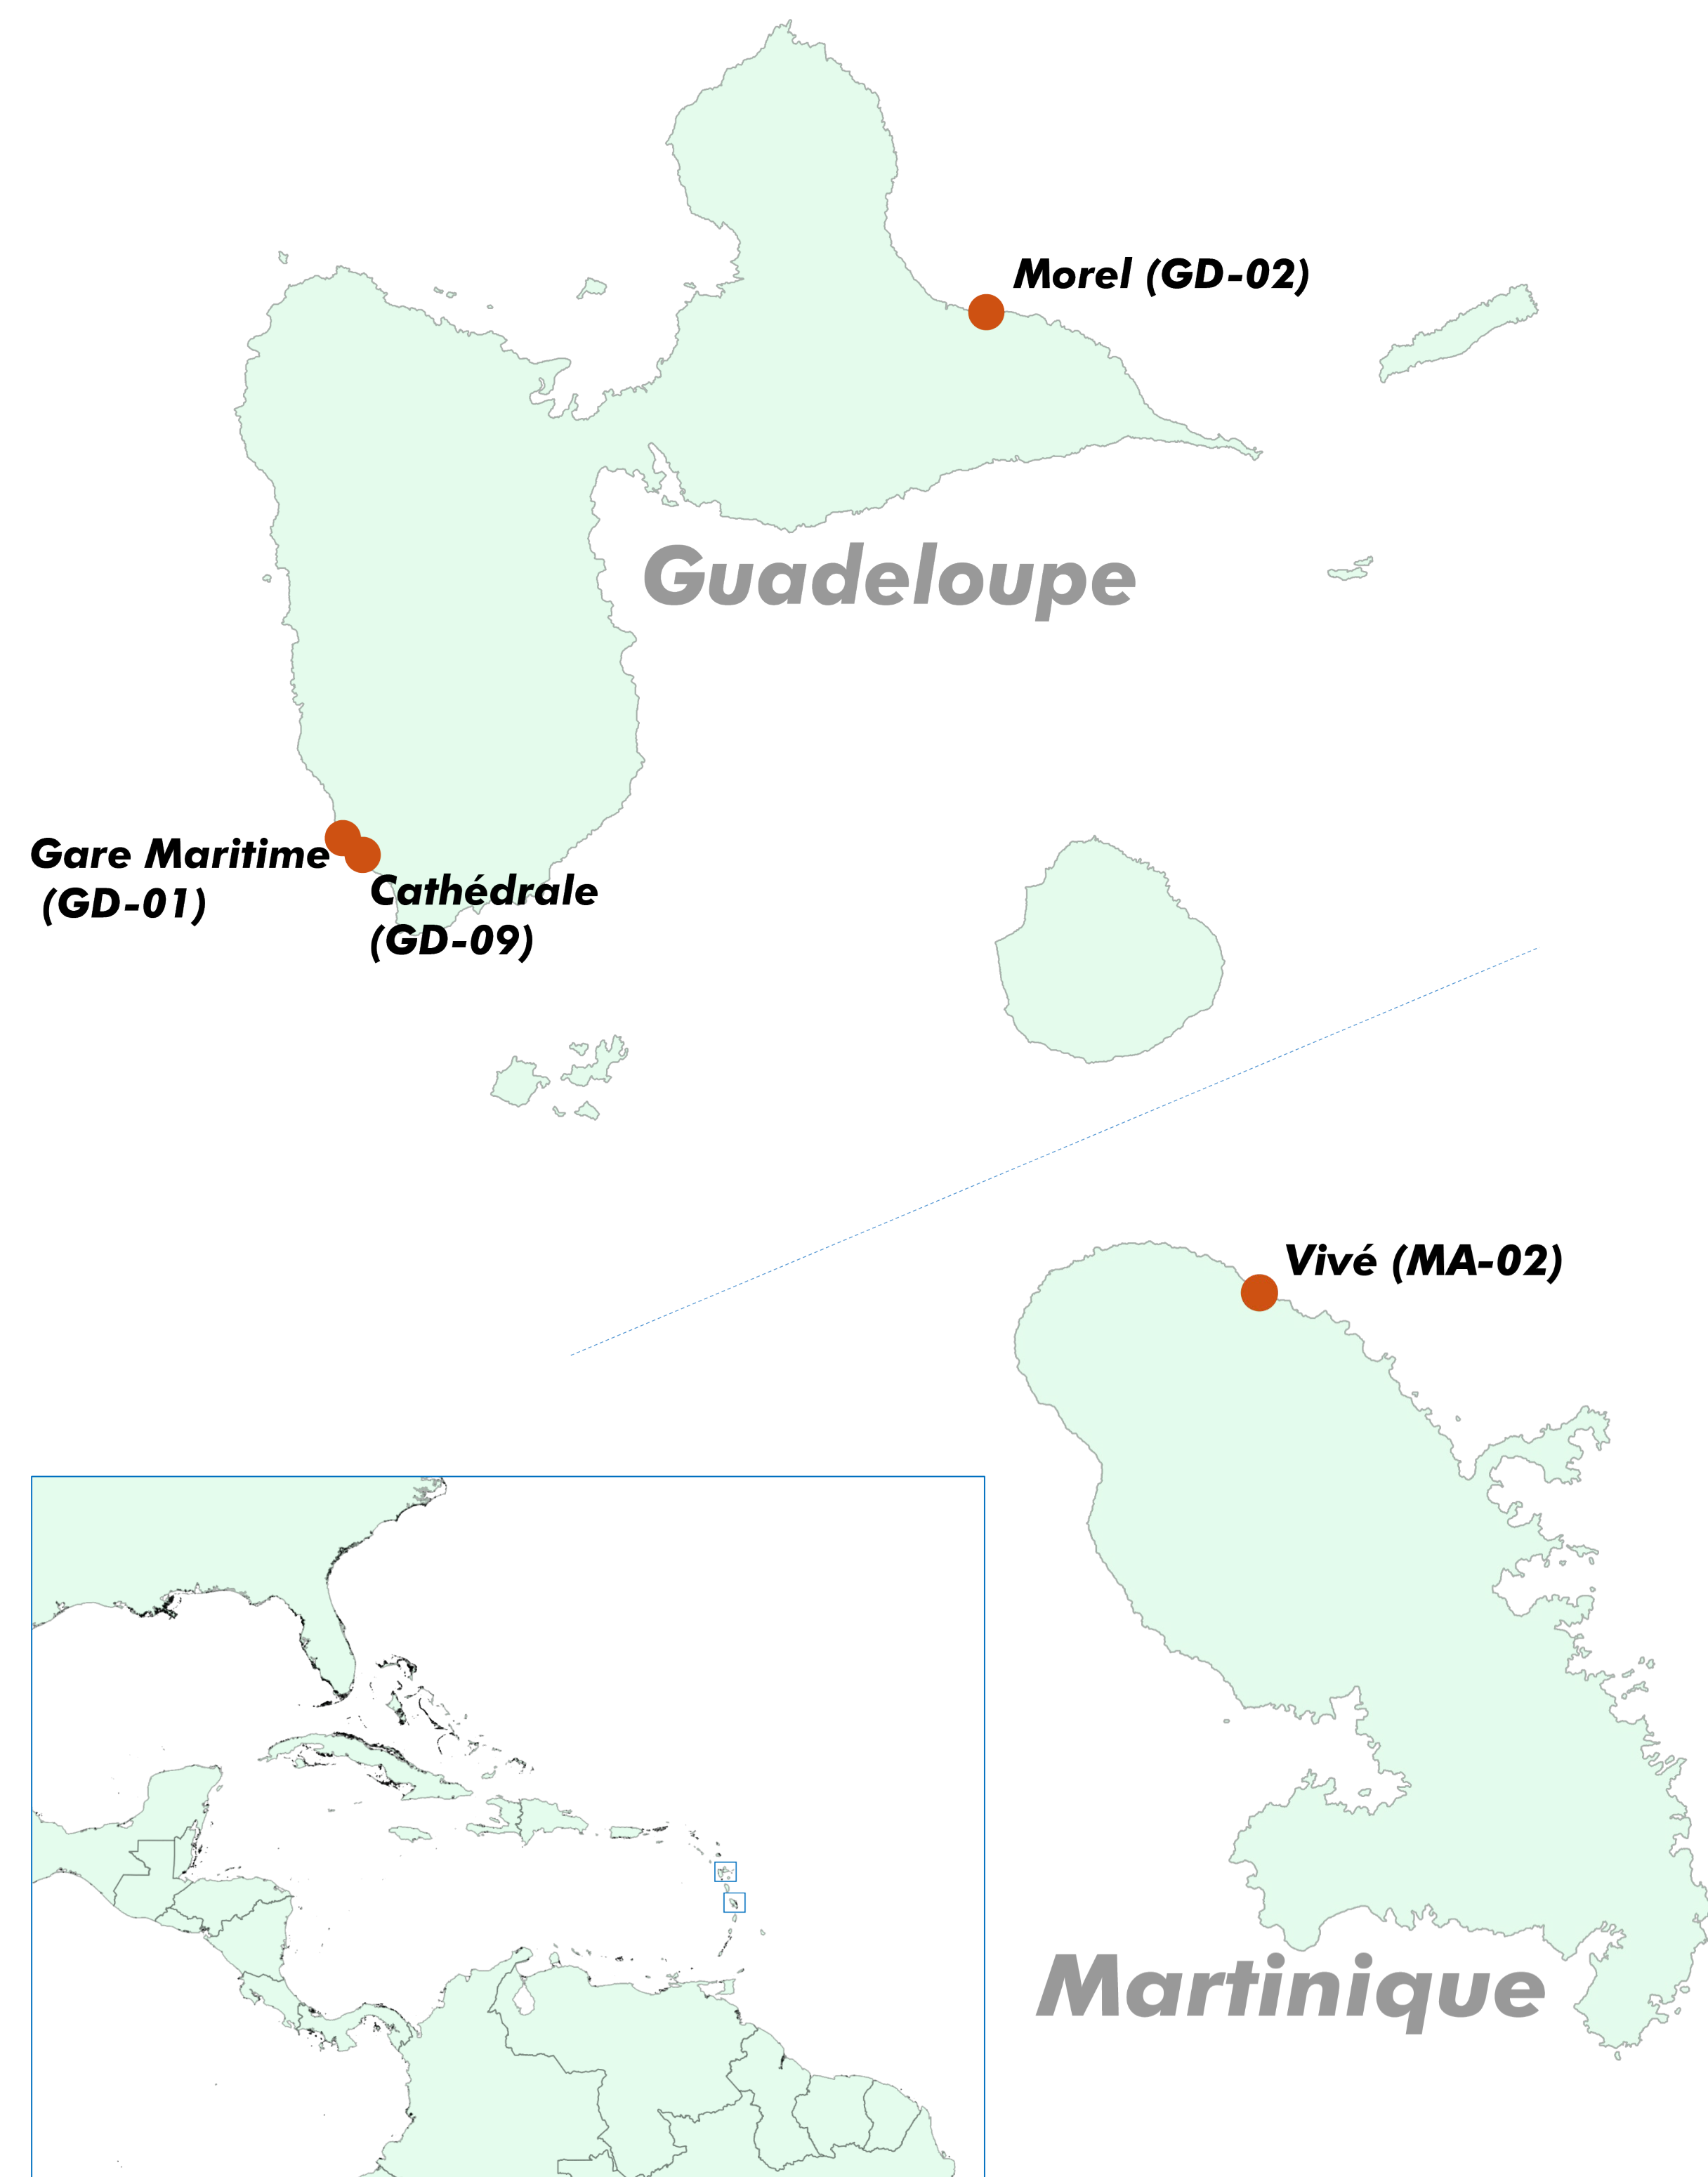 Morel (GD-02)
Guadeloupe
Gare Maritime
(GD-01)
Cathédrale
(GD-09)
Vivé (MA-02)
Martinique